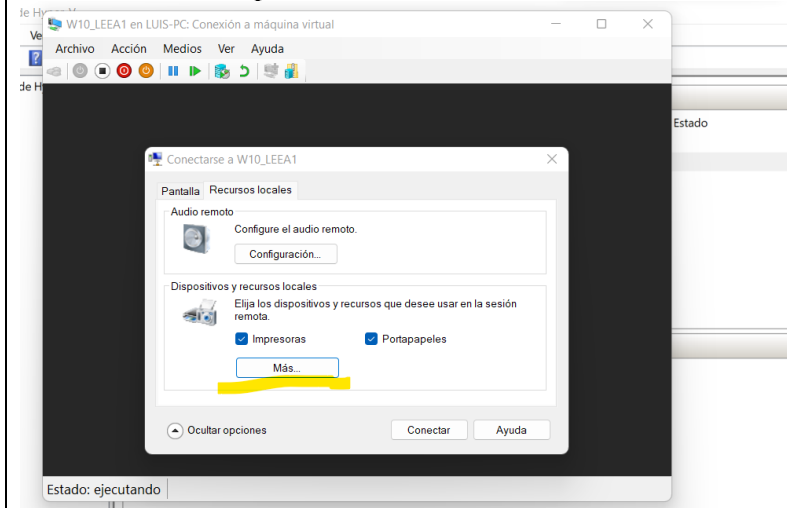 W10_LEEA1 en LUIS-PC: Conexión a máquina virtual
Archivo Acción Medios Ver Ayuda
Estado
Conectarse a W10_LEEA1
Pantalla Recursos locales
Audio remoto
Configure el audio remoto.
Configuración...
Dispositivos y recursos locales
Elija los dispositivos y recursos que desee usar en la sesión
remota.
Impresoras Portapapeles
Más...
Ocultar opciones Conectar Ayuda
Estado: ejecutando